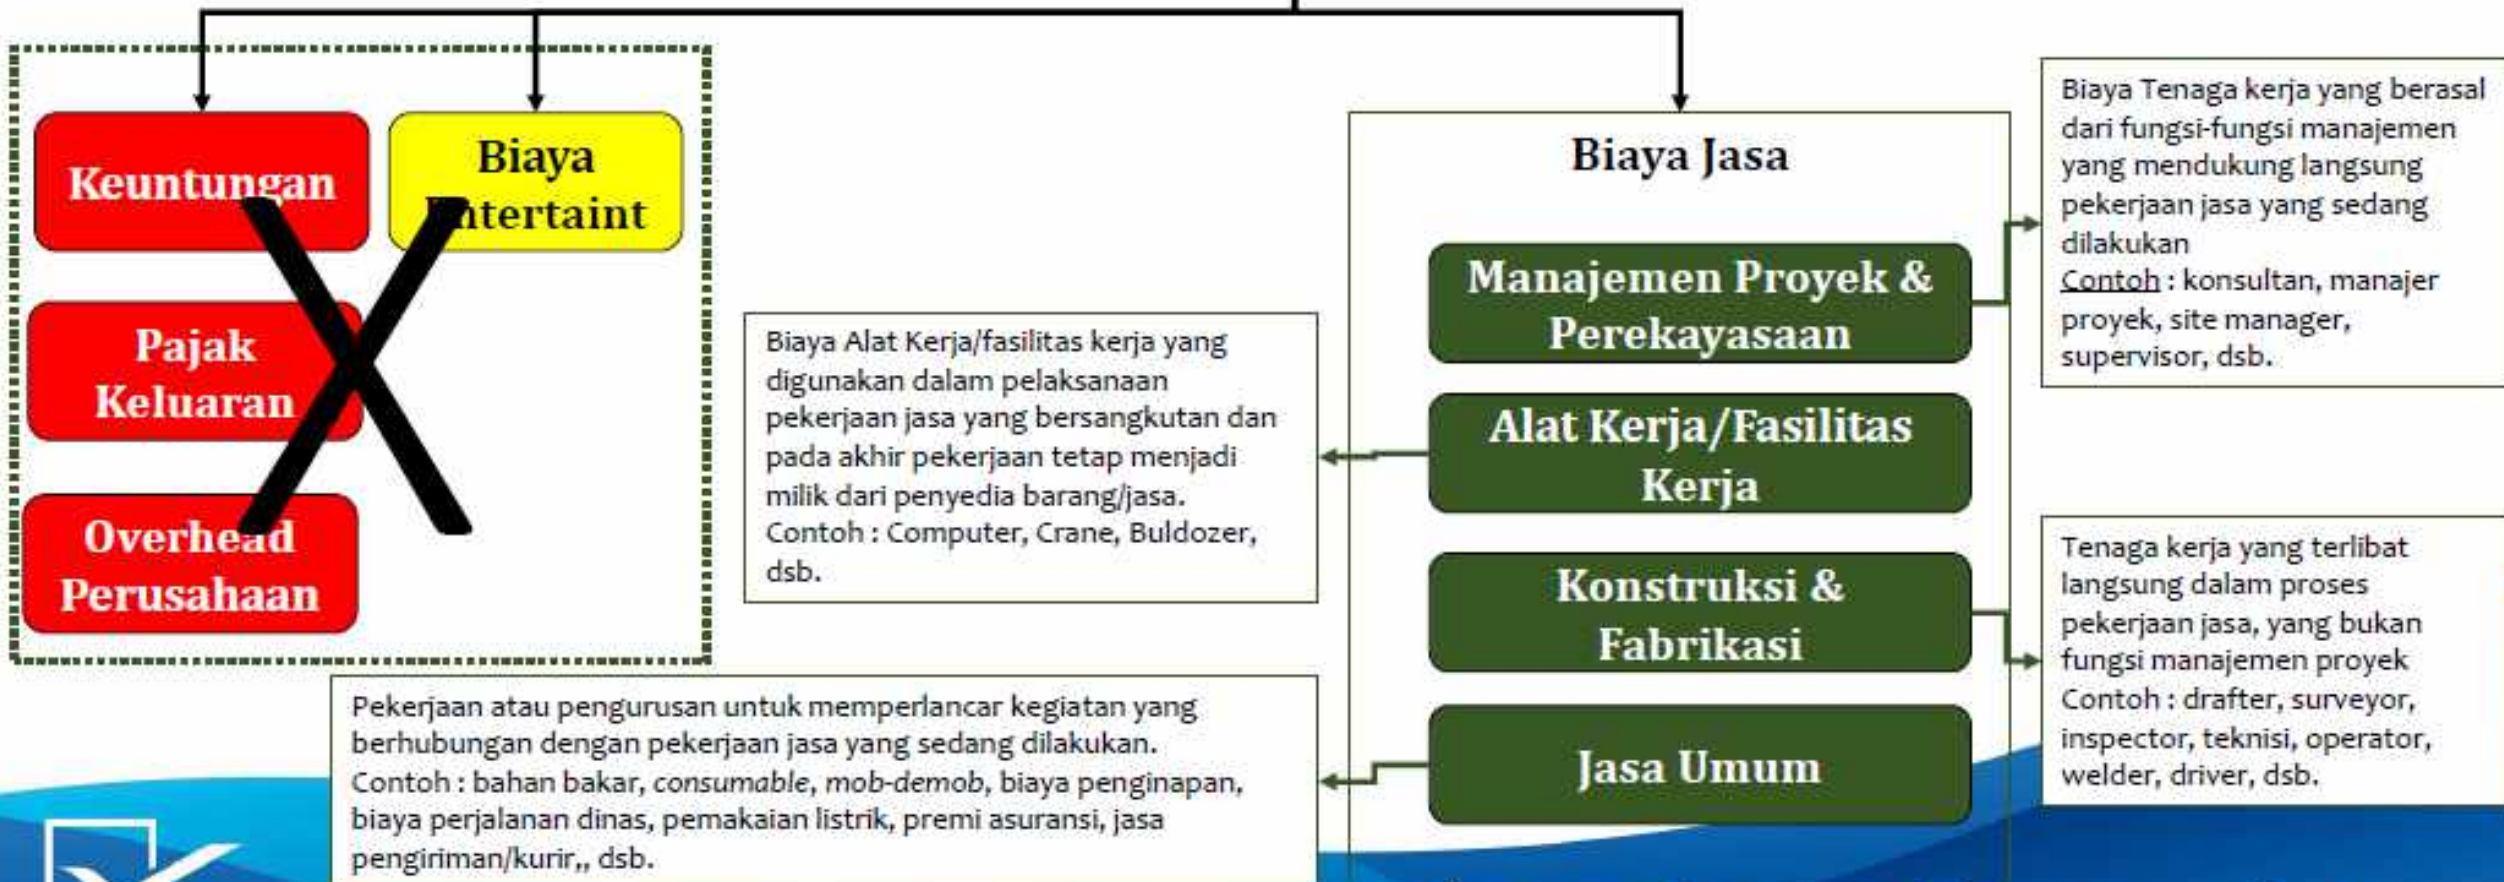 Keuntungan
Biaya
Entertaint
Pajak
Keluaran
Overhead
Perusahaan
Biaya Alat Kerja/fasilitas kerja yang
digunakan dalam pelaksanaan
pekerjaan jasa yang bersangkutan dan
pada akhir pekerjaan tetap menjadi
milik dari penyedia barang/jasa.
Contoh : Computer, Crane, Buldozer,
dsb.
Pekerjaan atau pengurusan untuk memperlancar kegiatan yang
berhubungan dengan pekerjaan jasa yang sedang dilakukan.
Contoh : bahan bakar, consumable, mob-demob, biaya penginapan,
biaya perjalanan dinas, pemakaian listrik, premi asuransi, jasa
pengiriman/kurir,, dsb.
Biaya Jasa
Manajemen Proyek &
Perekayasaan
Alat Kerja/Fasilitas
Kerja
Konstruksi &
Fabrikasi
Jasa Umum
Biaya Tenaga kerja yang berasal
dari fungsi-fungsi manajemen
yang mendukung langsung
pekerjaan jasa yang sedang
dilakukan
Contoh : konsultan, manajer
proyek, site manager,
supervisor, dsb.
Tenaga kerja yang terlibat
langsung dalam proses
pekerjaan jasa, yang bukan
fungsi manajemen proyek
Contoh : drafter, surveyor,
inspector, teknisi, operator,
welder, driver, dsb.